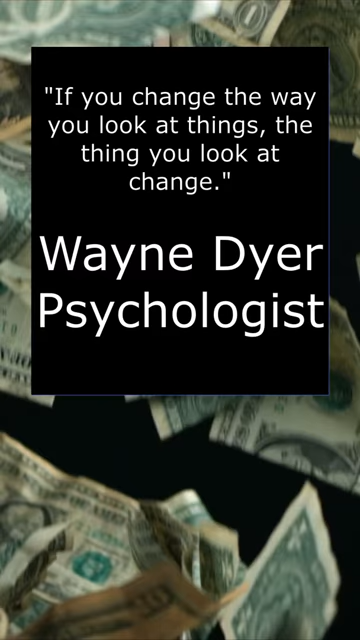 "If you change the way
you look at things, the
thing you look at
change."
Wayne Dyer
Psychologist